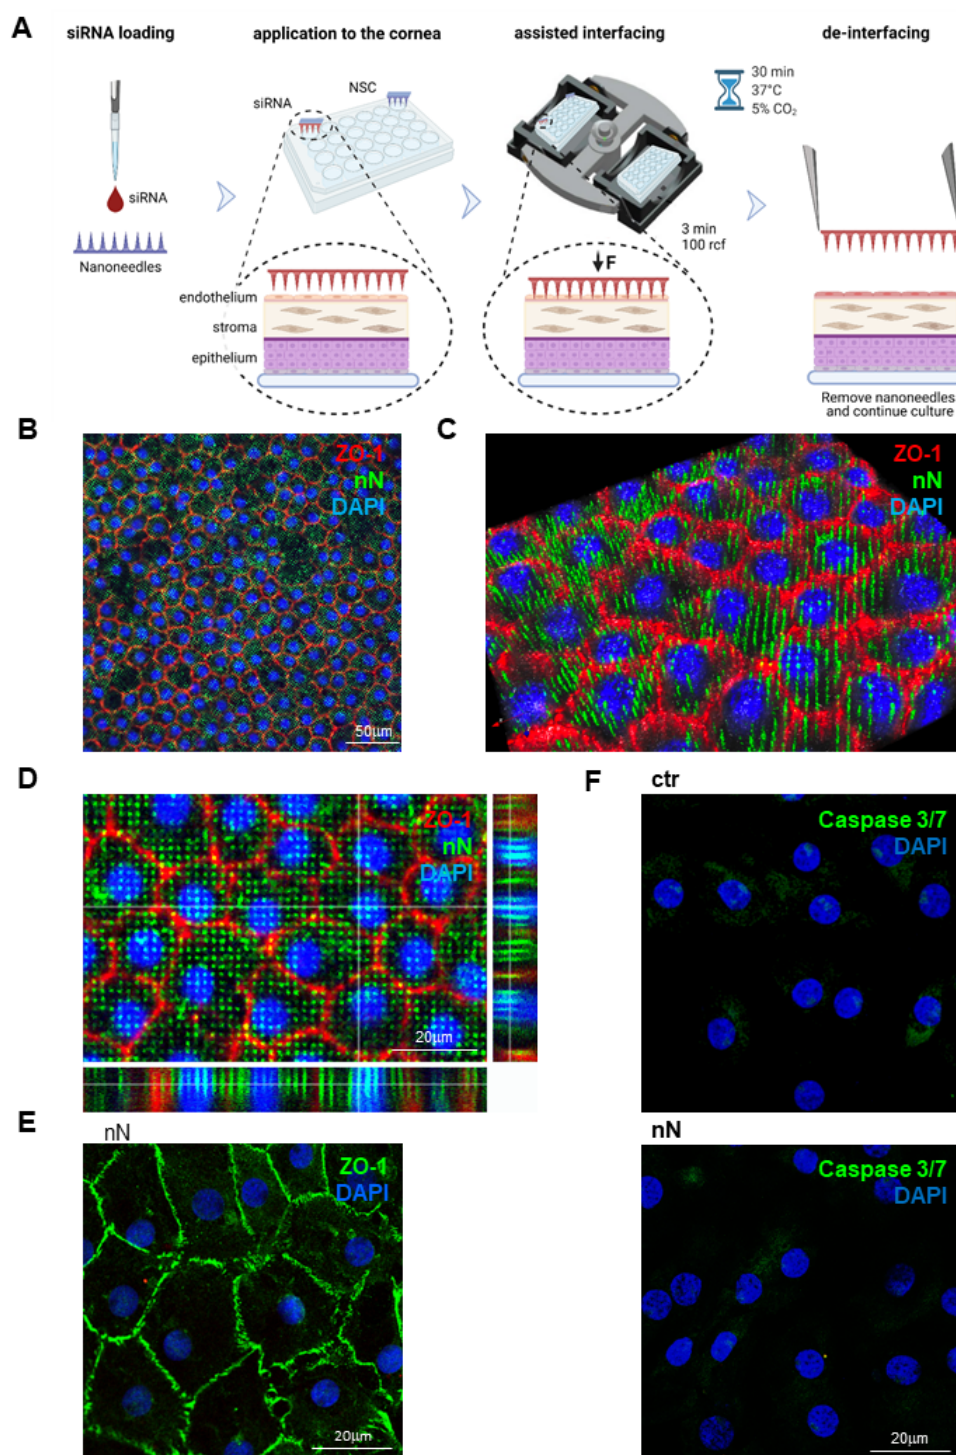 A
siRNA loading
application to the cornea
assisted interfacing
de-interfacing
siRNA
NSC
30 min
37°C
5% CO₂
siRNA
Nanoneedles
3 min
100 rcf
F
endothelium
stroma
epithelium
Remove nanoneedles
and continue culture
B
ZO-1
nN
DAPI
50μm
C
ZO-1
nN
DAPI
D
ZO-1
nN
DAPI
20μm
E
nN
ZO-1
DAPI
20μm
F
ctr
Caspase 3/7
DAPI
nN
Caspase 3/7
DAPI
20μm